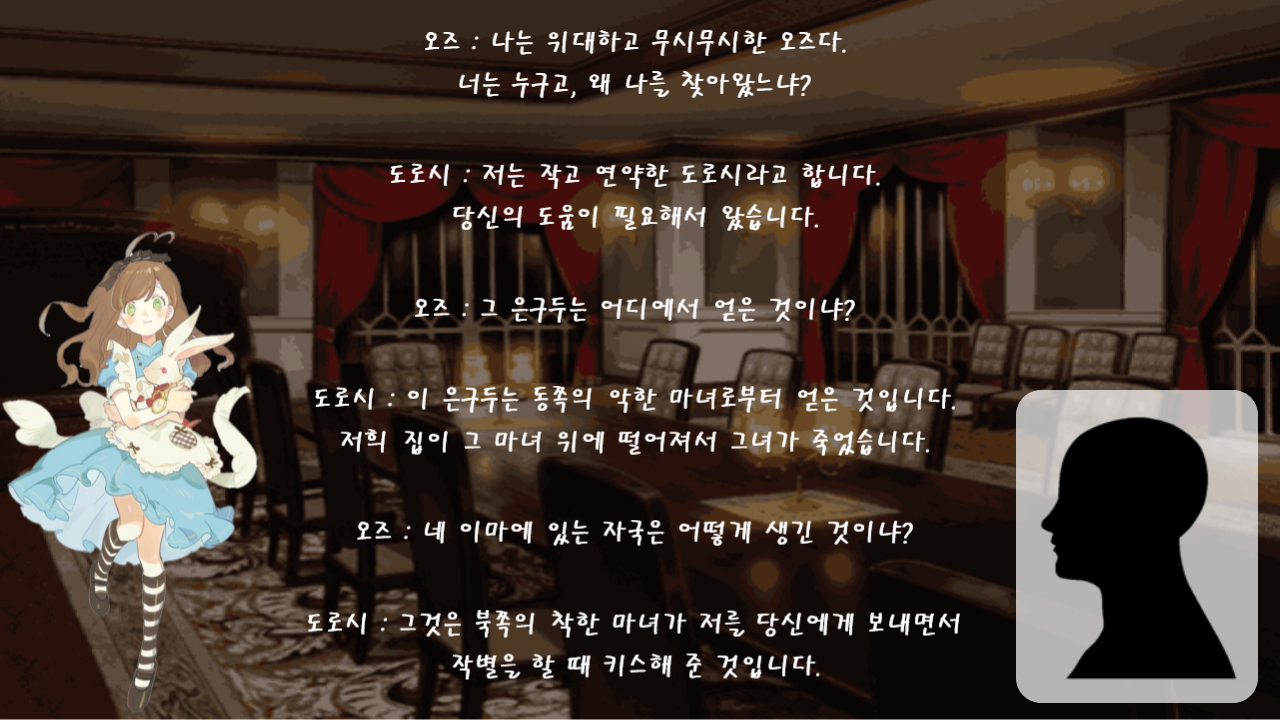 오즈 : 나는 위대하고 무시무시한 오즈다.
너는 누구고, 왜 나를 찾아왔느냐?
도로시 : 저는 작고 연약한 도로시라고 합니다.
당신의 도움이 필요해서 왔습니다.
오즈 : 그 은구두는 어디에서 얻은 것이냐?
도로시 : 이 은구두는 동쪽의 악한 마녀로부터 얻은 것입니다.
저희 집이 그 마녀 위에 떨어져서 그녀가 죽었습니다.
오즈 : 네 이마에 있는 자국은 어떻게 생긴 것이냐?
도로시 : 그것은 북쪽의 착한 마녀가 저를 당신에게 보내면서
작별을 할 때 키스해 준 것입니다.